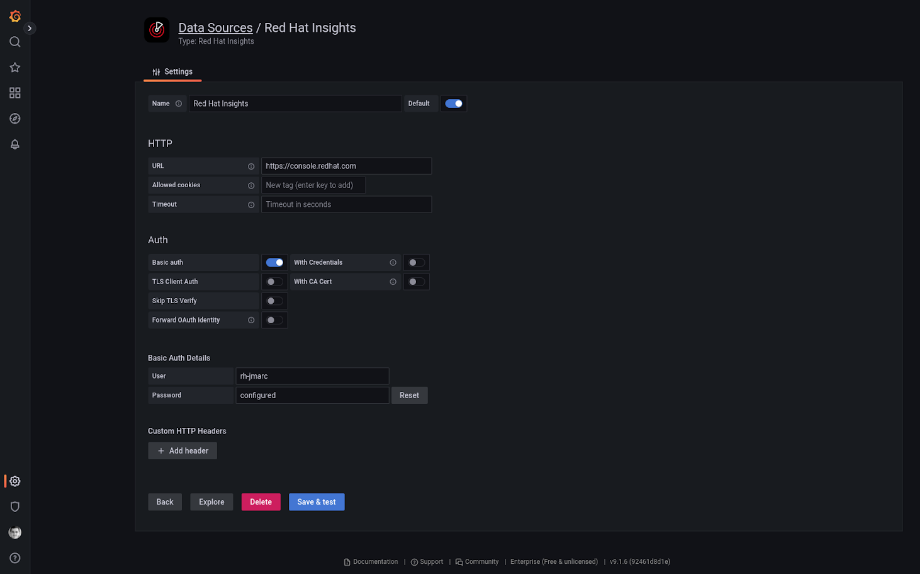 Data Sources / Red Hat Insights
Type: Red Hat Insights
Settings
Name Red Hat Insights Default
HTTP
URL https://console.redhat.com
Allowed cookies New tag (enter key to add)
Timeout Timeout in seconds
Auth
Basic auth With Credentials
TLS Client Auth With CA Cert
Skip TLS Verify
Forward OAuth Identity
Basic Auth Details
User rh-jmarc
Password configured Reset
Custom HTTP Headers
+ Add header
Back Explore Delete Save & test
Documentation | Support | Community | Enterprise (Free & unlicensed) | v9.1.6 (92461d8d1e)